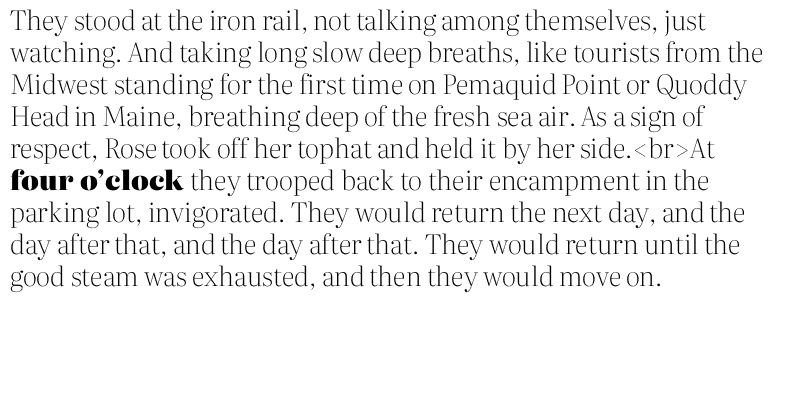 They stood at the iron rail, not talking among themselves, just
watching. And taking long slow deep breaths, like tourists from the
Midwest standing for the first time on Pemaquid Point or Quoddy
Head in Maine, breathing deep of the fresh sea air. As a sign of
respect, Rose took off her tophat and held it by her side.<br>At
four o’clock they trooped back to their encampment in the
parking lot, invigorated. They would return the next day, and the
day after that, and the day after that. They would return until the
good steam was exhausted, and then they would move on.